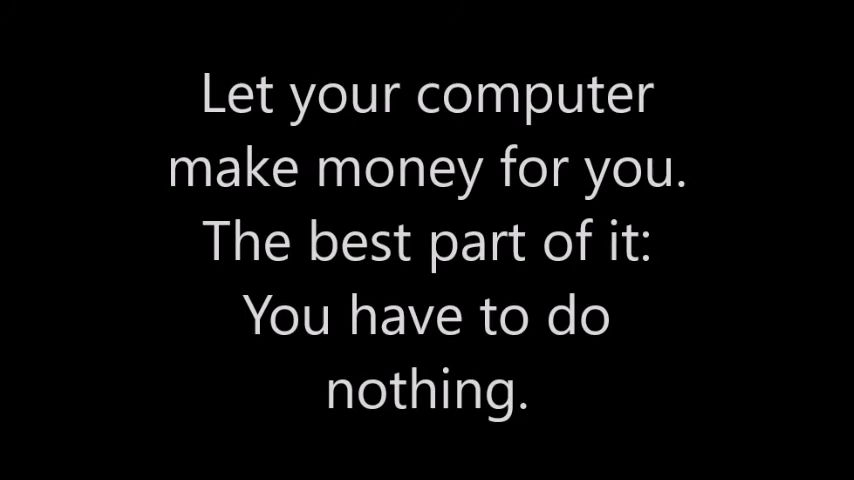 Let your computer
make money for you.
The best part of it:
You have to do
nothing.